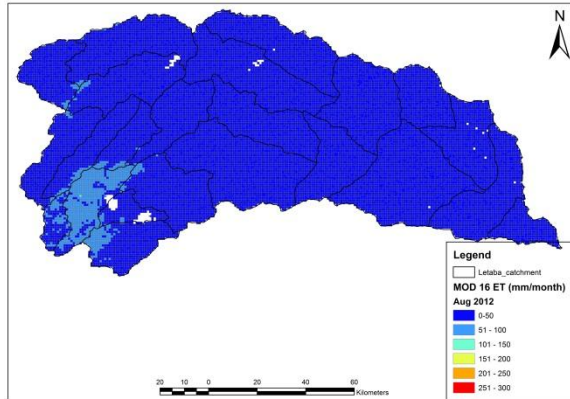 N
Legend
Letaba_catchment
MOD 16 ET (mm/month)
Aug 2012
0-50
51 - 100
101 - 150
151 - 200
201 - 250
251 - 300
20 10 0 20 40 60
Kilometers